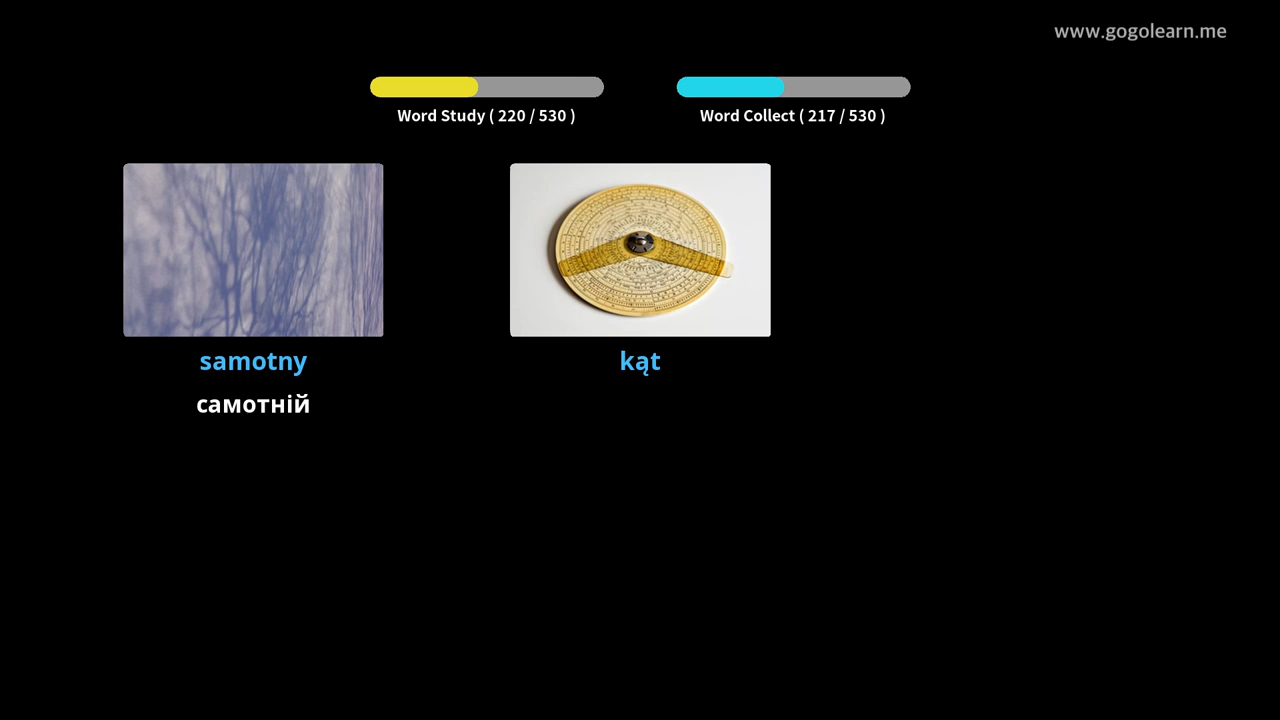 www.gogolearn.me
Word Study ( 220 / 530 )
Word Collect ( 217 / 530 )
samotny
kąt
самотній